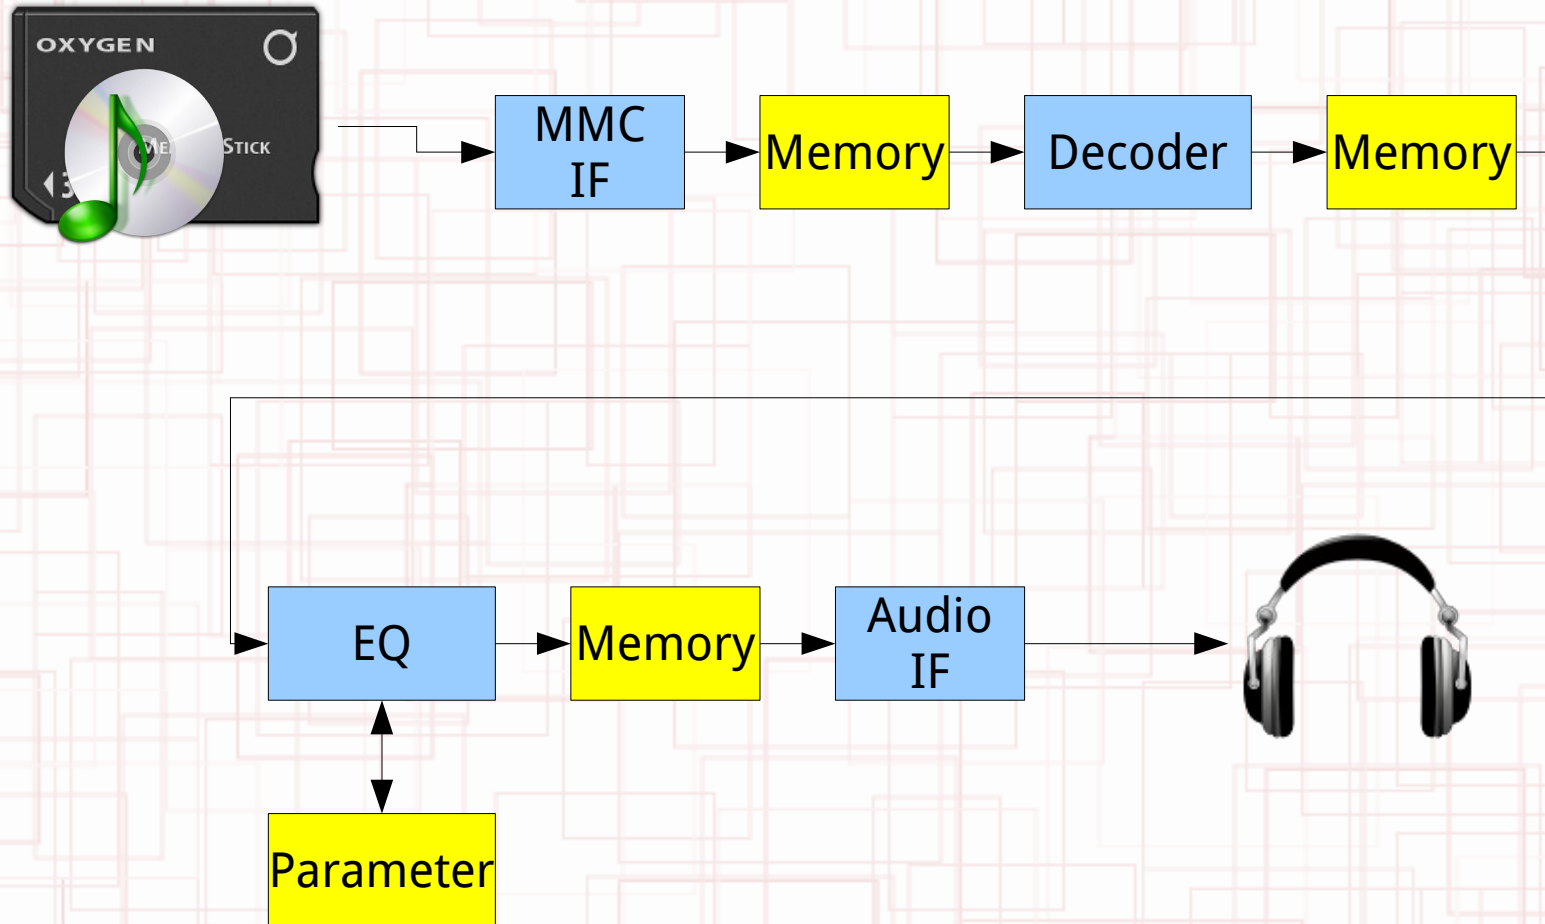 OXYGEN
STICK
MMC
IF
Memory
Decoder
Memory
EQ
Memory
Audio
IF
Parameter